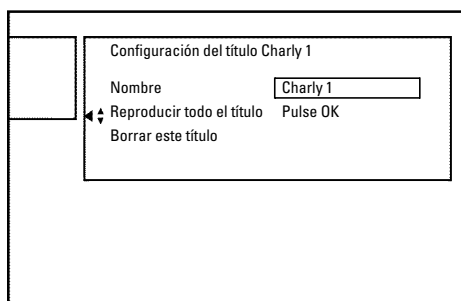 Configuración del título Charly 1
Nombre Charly 1
Reproducir todo el título Pulse OK
Borrar este título